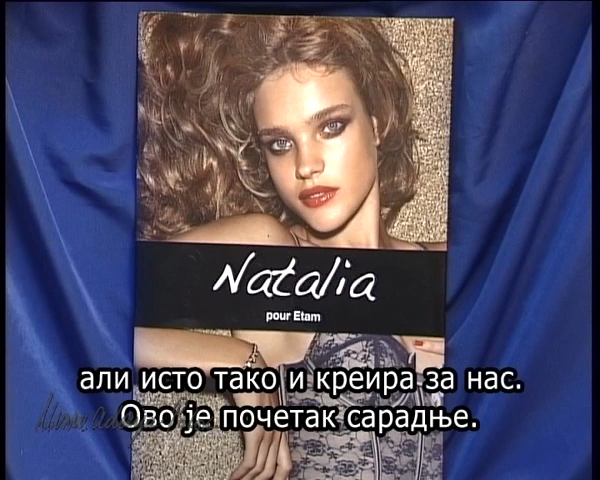 Natalia
pour Etam
али исто тако и креира за нас.
Ово је почетак сарадње.